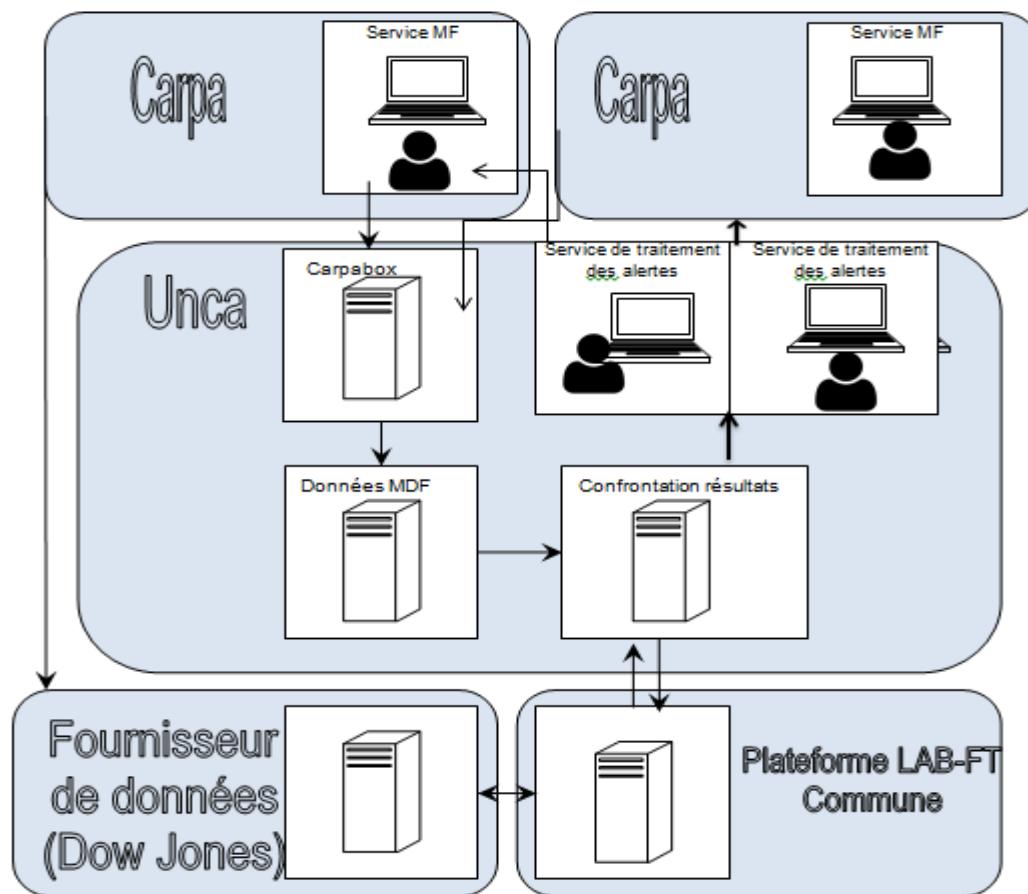 Carpa
Service MF
Carpa
Service MF
Unca
Carpabox
Service de traitement
des alertes
Service de traitement
des alertes
Données MDF
Confrontation résultats
Fournisseur
de données
(Dow Jones)
Plateforme LAB-FT
Commune